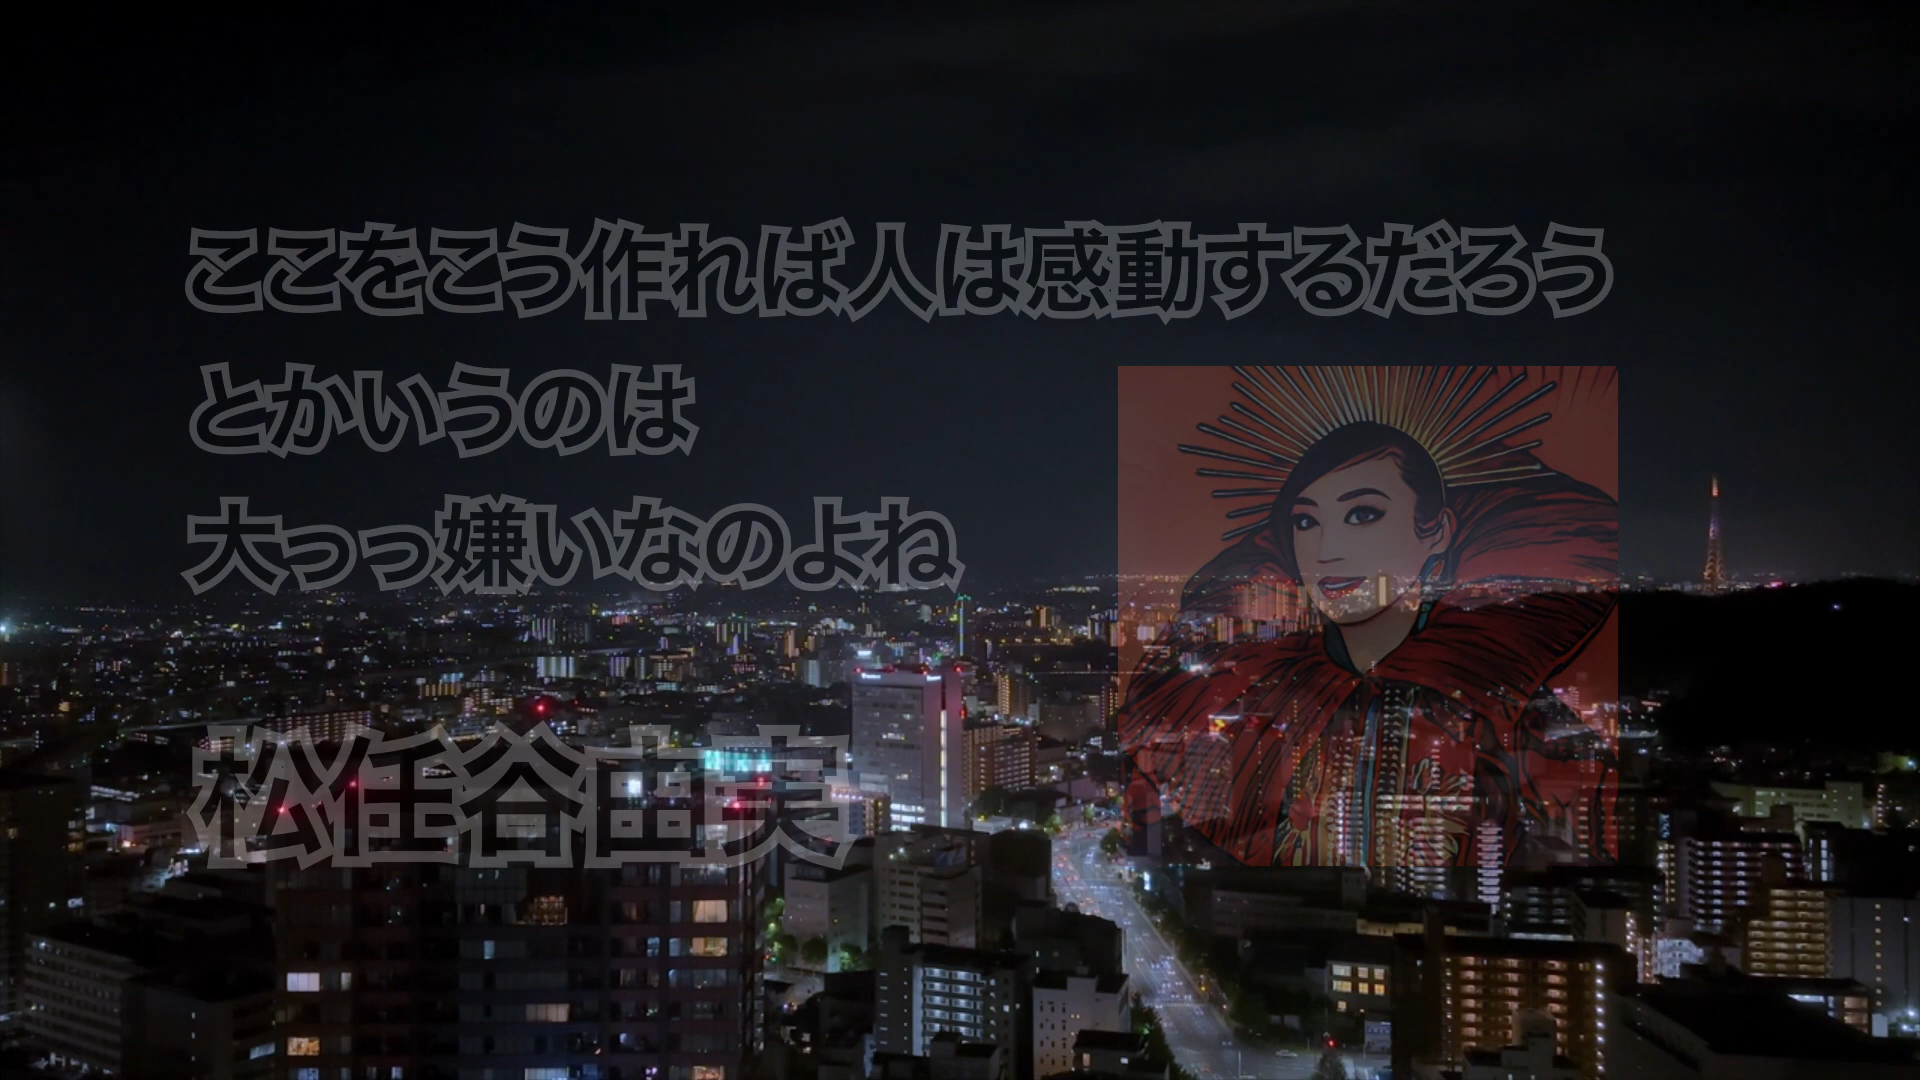 ここをこう作れば人は感動するだろう
とかいうのは
大っっ嫌いなのよね
松任谷由実